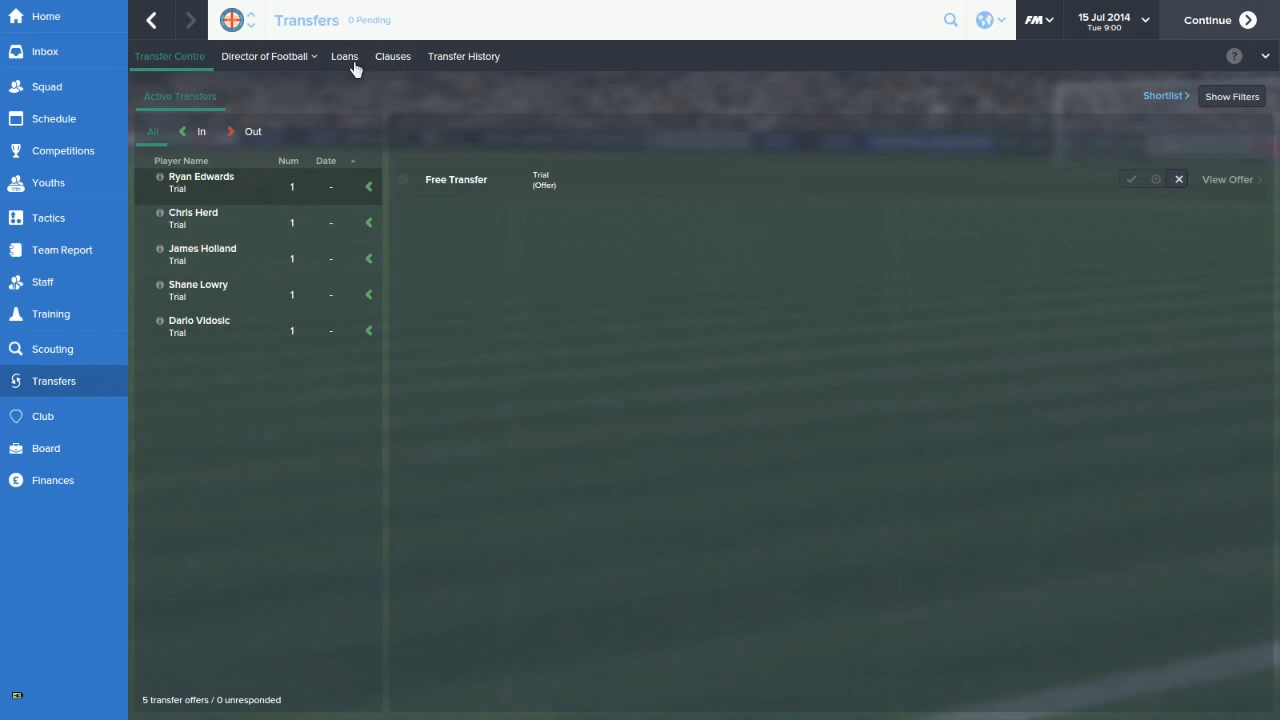 Home
Inbox
Squad
Schedule
Competitions
Youths
Tactics
Team Report
Staff
Training
Scouting
Transfers
Club
Board
Finances
Transfers 0 Pending
FM
15 Jul 2014
Tue 9:00
Continue
Transfer Centre Director of Football Loans Clauses Transfer History
Active Transfers
Shortlist > Show Filters
All In Out
Player Name Num Date
Ryan Edwards 1 -
Trial
Chris Herd 1 -
Trial
James Holland 1 -
Trial
Shane Lowry 1 -
Trial
Dario Vidosic 1 -
Trial
Free Transfer
Trial
(Offer)
View Offer >
5 transfer offers / 0 unresponded